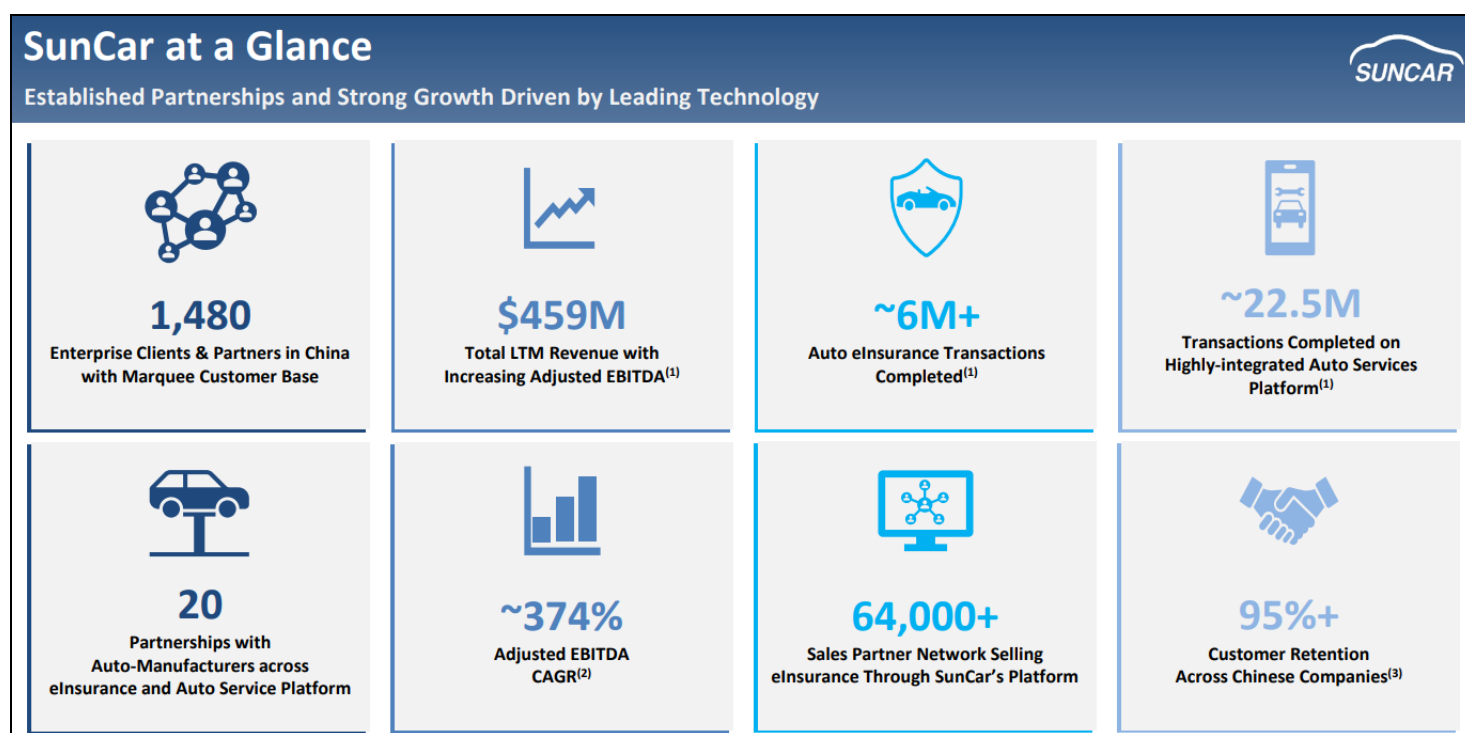 SunCar at a Glance
SUNCAR
Established Partnerships and Strong Growth Driven by Leading Technology
1,480
Enterprise Clients & Partners in China
with Marquee Customer Base
$459M
Total LTM Revenue with
Increasing Adjusted EBITDA(1)
~6M+
Auto eInsurance Transactions
Completed(1)
~22.5M
Transactions Completed on
Highly-integrated Auto Services
Platform(1)
20
Partnerships with
Auto-Manufacturers across
eInsurance and Auto Service Platform
~374%
Adjusted EBITDA
CAGR(2)
64,000+
Sales Partner Network Selling
eInsurance Through SunCar's Platform
95%+
Customer Retention
Across Chinese Companies(3)